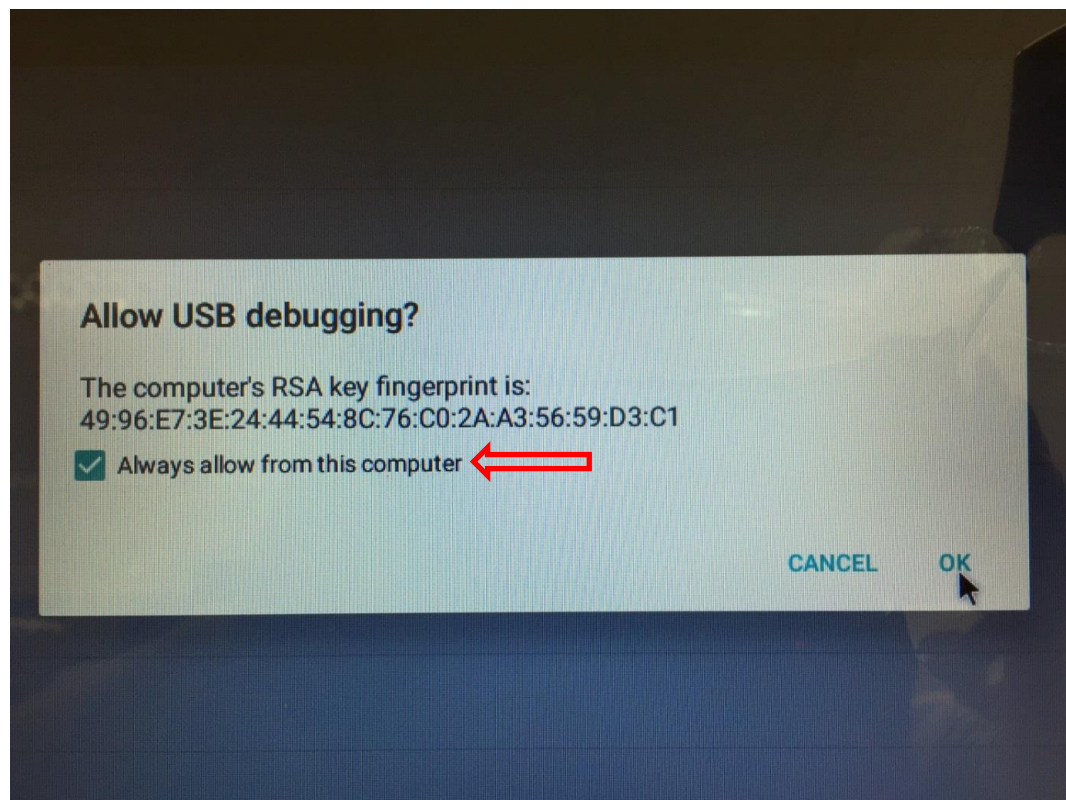 Allow USB debugging?
The computer's RSA key fingerprint is:
49:96:E7:3E:24:44:54:8C:76:C0:2A:A3:56:59:D3:C1
Always allow from this computer
CANCEL OK